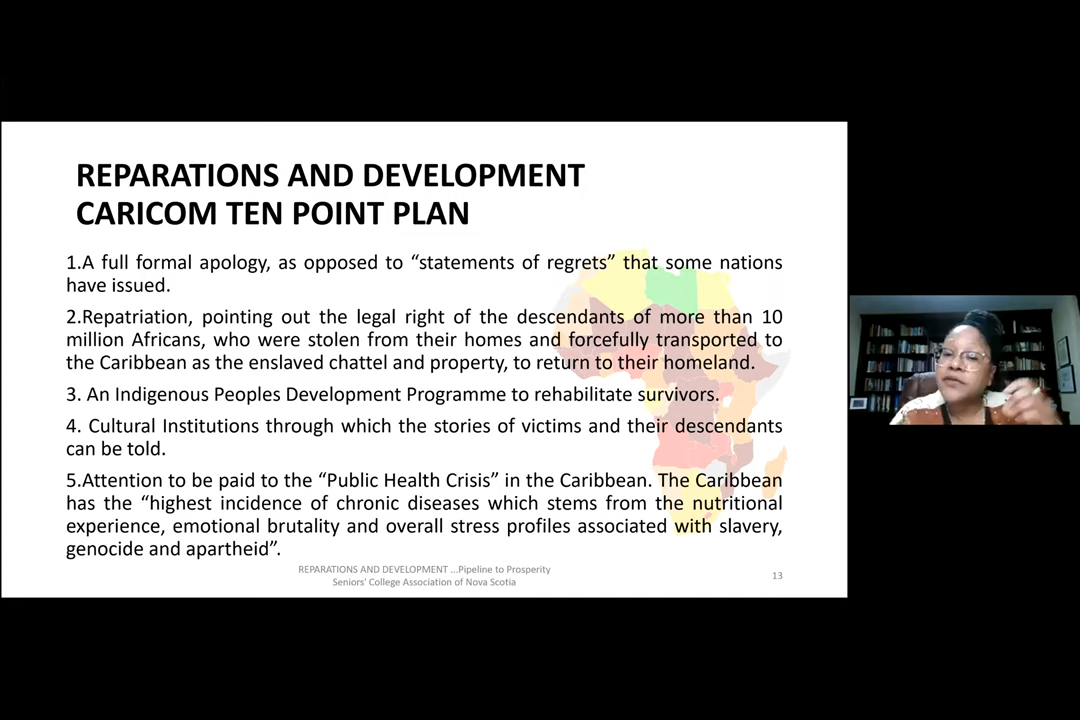 REPARATIONS AND DEVELOPMENT
CARICOM TEN POINT PLAN
1.A full formal apology, as opposed to “statements of regrets” that some nations
have issued.
2.Repatriation, pointing out the legal right of the descendants of more than 10
million Africans, who were stolen from their homes and forcefully transported to
the Caribbean as the enslaved chattel and property, to return to their homeland.
3. An Indigenous Peoples Development Programme to rehabilitate survivors.
4. Cultural Institutions through which the stories of victims and their descendants
can be told.
5.Attention to be paid to the “Public Health Crisis” in the Caribbean. The Caribbean
has the “highest incidence of chronic diseases which stems from the nutritional
experience, emotional brutality and overall stress profiles associated with slavery,
genocide and apartheid”.
REPARATIONS AND DEVELOPMENT ...Pipeline to Prosperity
Seniors' College Association of Nova Scotia
13